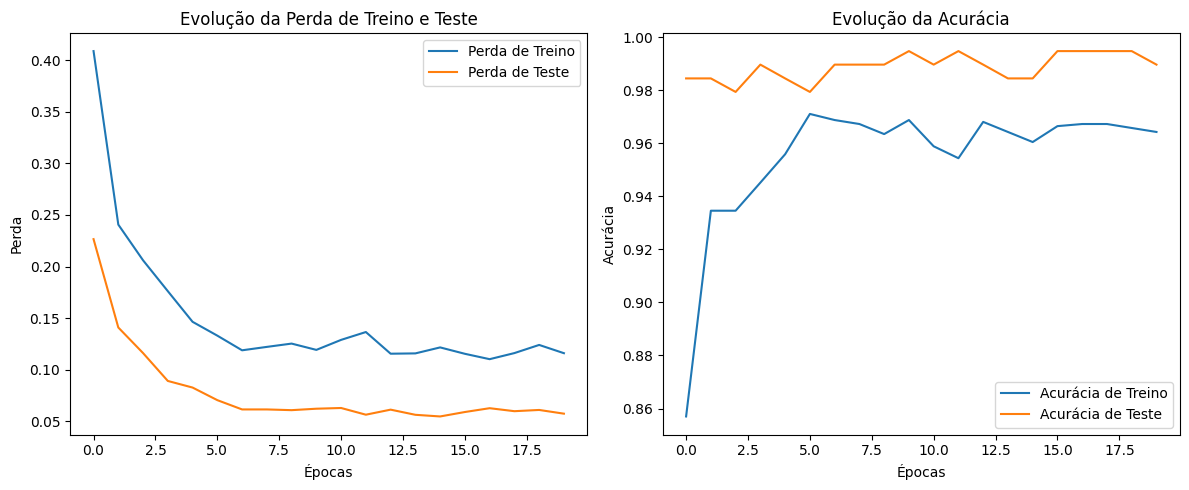 Evolução da Perda de Treino e Teste
Perda de Treino
Perda de Teste
0.40
0.35
0.30
0.25
0.20
0.15
0.10
0.05
Perda
0.0 2.5 5.0 7.5 10.0 12.5 15.0 17.5
Épocas
Evolução da Acurácia
1.00
0.98
0.96
0.94
0.92
0.90
0.88
0.86
Acurácia
Acurácia de Treino
Acurácia de Teste
0.0 2.5 5.0 7.5 10.0 12.5 15.0 17.5
Épocas